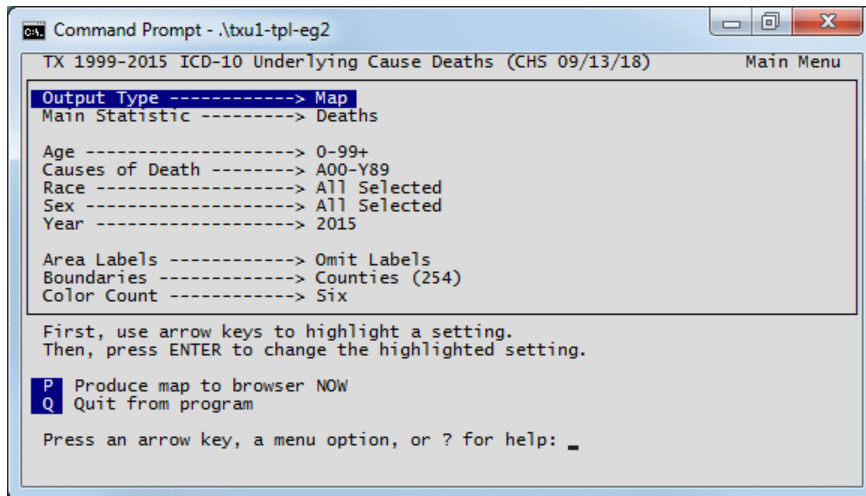 Command Prompt - .\txu1-tpl-eg2
TX 1999-2015 ICD-10 Underlying Cause Deaths (CHS 09/13/18) Main Menu
Output Type ------------> Map
Main Statistic ---------> Deaths
Age --------------------> 0-99+
Causes of Death --------> A00-Y89
Race -------------------> All Selected
Sex --------------------> All Selected
Year -------------------> 2015
Area Labels ------------> Omit Labels
Boundaries -------------> Counties (254)
Color Count ------------> Six
First, use arrow keys to highlight a setting.
Then, press ENTER to change the highlighted setting.
P Produce map to browser NOW
Q Quit from program
Press an arrow key, a menu option, or ? for help: _